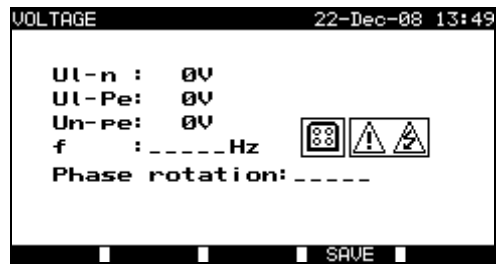 VOLTAGE 22-Dec-08 13:49
Ul-n : 0V
Ul-Pe: 0V
Un-pe: 0V
f :_____Hz
Phase rotation:_____
SAVE